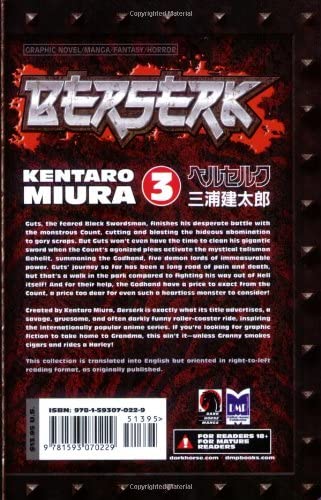 GRAPHIC NOVEL/MANGA/FANTASY/HORROR
BERSERK
KENTARO
MIURA
3
ベルセルク
三浦建太郎
Guts, the feared Black Swordsman, finishes his desperate battle with
the monstrous Count, cutting and blasting the hideous abomination
to gory scraps. But Guts won't even have the time to clean his gigantic
sword when the Count's agonized pleas activate the mystical talisman
Behelit, summoning the Godhand, five demon lords of immeasurable
power. Guts' journey so far has been a long road of pain and death,
but that's a walk in the park compared to fighting his way out of Hell
itself! And for their help, the Godhand have a price to exact from the
Count, a price too dear for even such a heartless monster to consider!
Created by Kentaro Miura, Berserk is exactly what its title advertises, a
savage, gruesome, and often darkly funny roller-coaster ride, inspiring
the internationally popular anime series. If you're looking for graphic
fiction to take home to Grandma, this ain't it—unless Granny smokes
cigars and rides a Harley!
This collection is translated into English but oriented in right-to-left
reading format, as originally published.
$13.95 U.S.
ISBN: 978-1-59307-022-9
51395
9 781593 070229
DARK
HORSE
MANGA
DMP
! FOR READERS 18+
FOR MATURE
READERS
darkhorse.com | dmpbooks.com